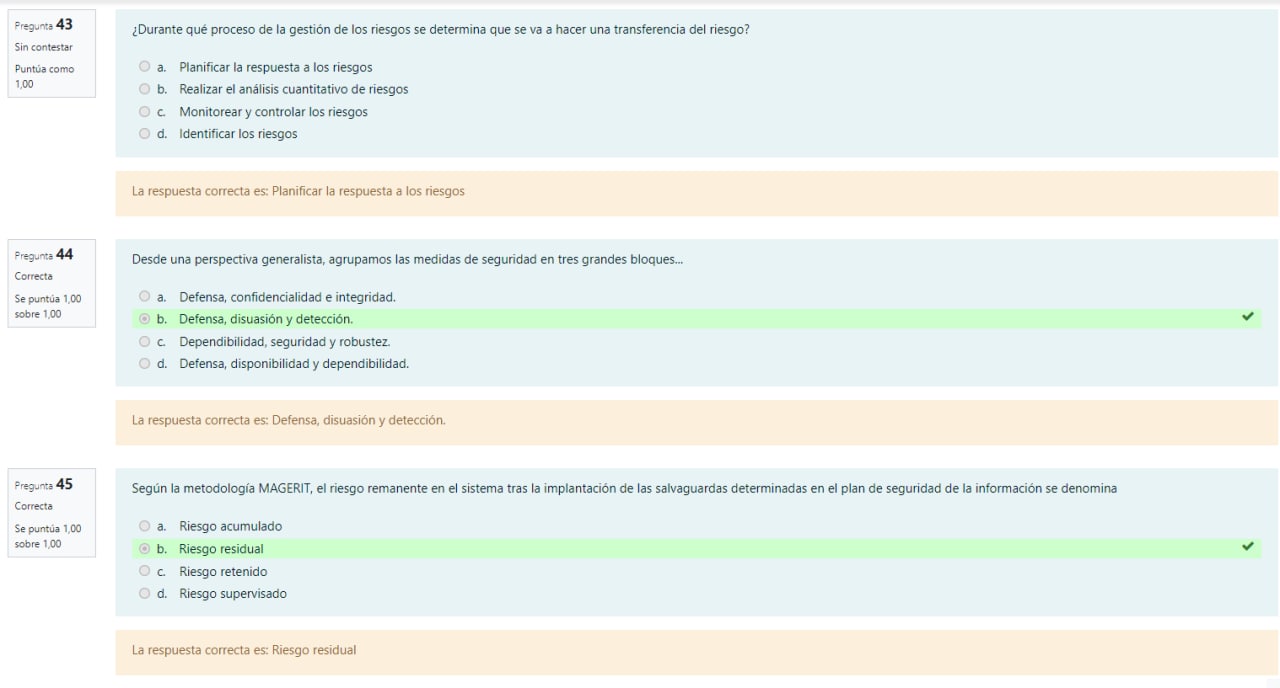 Pregunta 43
Sin contestar
Puntúa como
1,00
¿Durante qué proceso de la gestión de los riesgos se determina que se va a hacer una transferencia del riesgo?
a. Planificar la respuesta a los riesgos
b. Realizar el análisis cuantitativo de riesgos
c. Monitorear y controlar los riesgos
d. Identificar los riesgos
La respuesta correcta es: Planificar la respuesta a los riesgos
Pregunta 44
Correcta
Se puntúa 1,00
sobre 1,00
Desde una perspectiva generalista, agrupamos las medidas de seguridad en tres grandes bloques...
a. Defensa, confidencialidad e integridad.
b. Defensa, disuasión y detección.
c. Dependibilidad, seguridad y robustez.
d. Defensa, disponibilidad y dependibilidad.
La respuesta correcta es: Defensa, disuasión y detección.
Pregunta 45
Correcta
Se puntúa 1,00
sobre 1,00
Según la metodología MAGERIT, el riesgo remanente en el sistema tras la implantación de las salvaguardas determinadas en el plan de seguridad de la información se denomina
a. Riesgo acumulado
b. Riesgo residual
c. Riesgo retenido
d. Riesgo supervisado
La respuesta correcta es: Riesgo residual